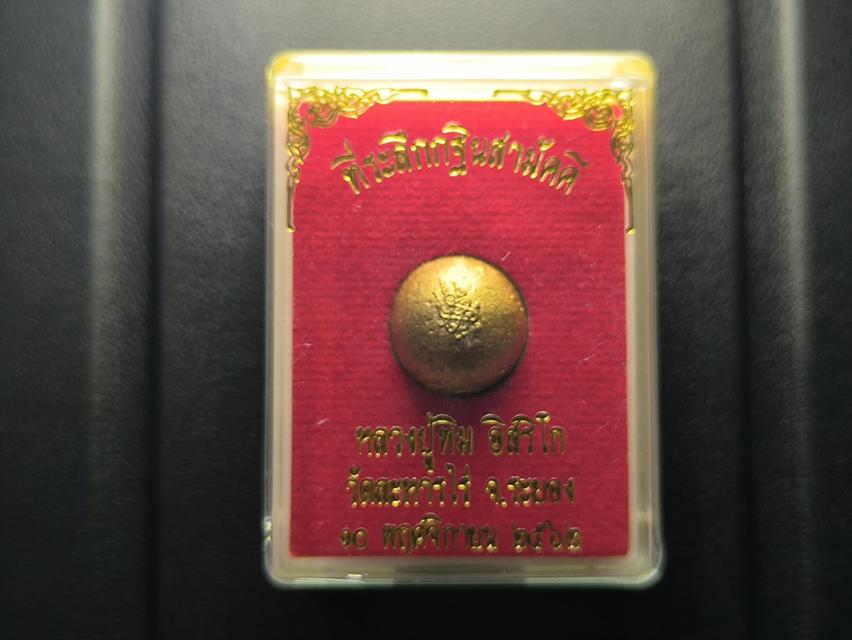 ที่ระลึกกฐินสามัคคี
หลวงปู่ทิม อิสริโก
วัดละหารไร่ จ.ระยอง
๑๐ พฤศจิกายน ๒๕๖๒